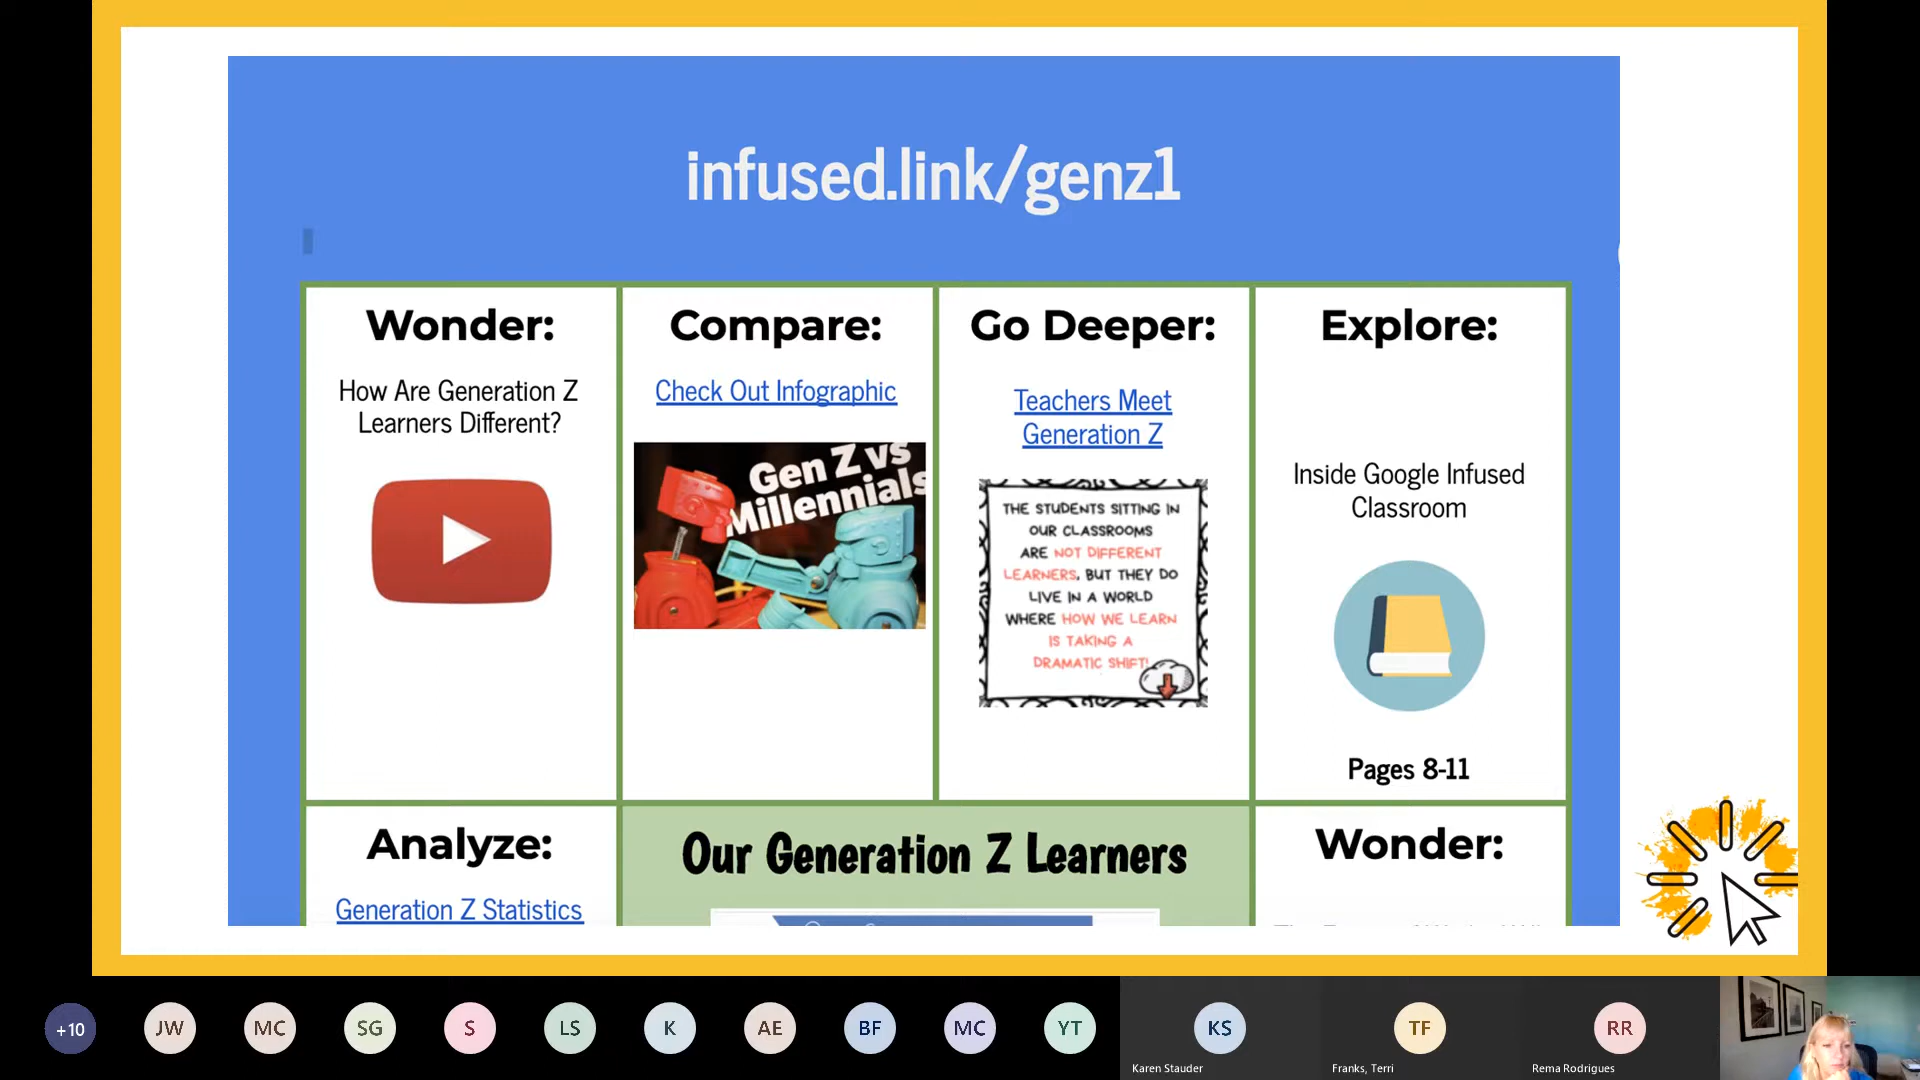 infused.link/genz1
Wonder:
How Are Generation Z
Learners Different?
Compare:
Check Out Infographic
Gen Z vs
Millennials
Go Deeper:
Teachers Meet
Generation Z
THE STUDENTS SITTING IN
OUR CLASSROOMS
ARE NOT DIFFERENT
LEARNERS, BUT THEY DO
LIVE IN A WORLD
WHERE HOW WE LEARN
IS TAKING A
DRAMATIC SHIFT!
Explore:
Inside Google Infused
Classroom
Pages 8-11
Analyze:
Generation Z Statistics
Our Generation Z Learners
Wonder:
+10
JW
MC
SG
S
LS
K
AE
BF
MC
YT
KS
Karen Stauder
TF
Franks, Terri
RR
Rema Rodrigues